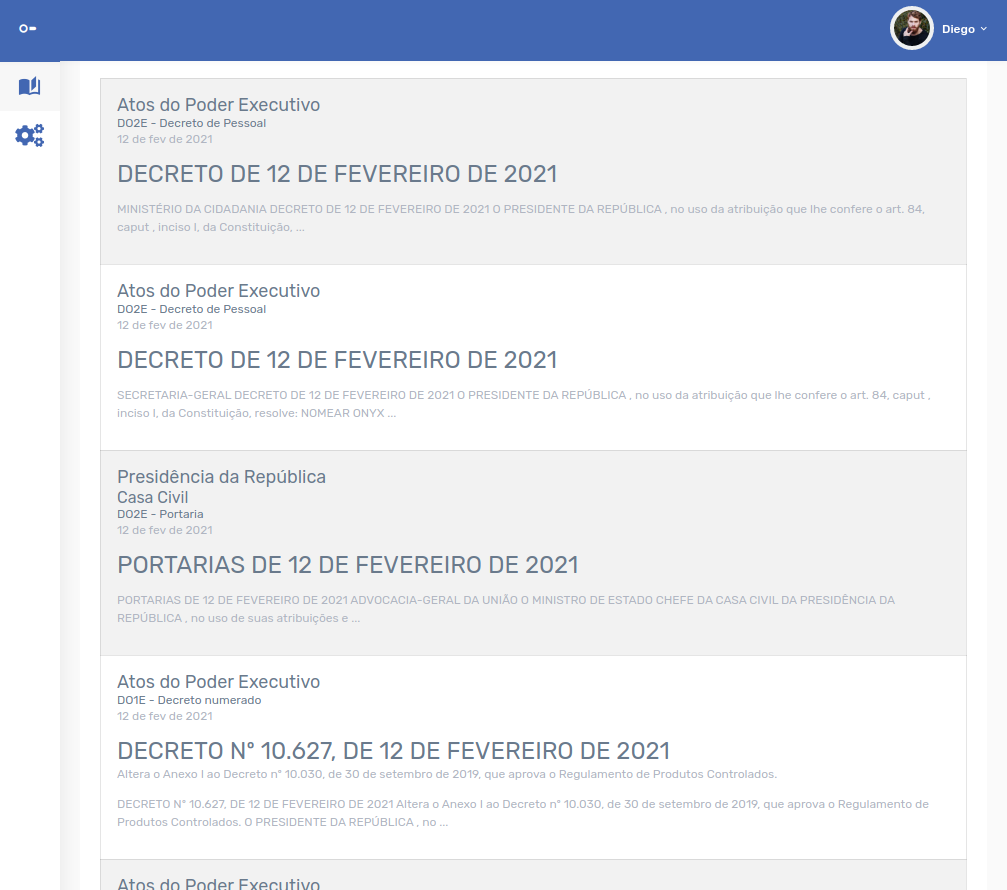 Diego
Atos do Poder Executivo
DO2E - Decreto de Pessoal
12 de fev de 2021
DECRETO DE 12 DE FEVEREIRO DE 2021
MINISTÉRIO DA CIDADANIA DECRETO DE 12 DE FEVEREIRO DE 2021 O PRESIDENTE DA REPÚBLICA , no uso da atribuição que lhe confere o art. 84,
caput , inciso I, da Constituição, ...
Atos do Poder Executivo
DO2E - Decreto de Pessoal
12 de fev de 2021
DECRETO DE 12 DE FEVEREIRO DE 2021
SECRETARIA-GERAL DECRETO DE 12 DE FEVEREIRO DE 2021 O PRESIDENTE DA REPÚBLICA , no uso da atribuição que lhe confere o art. 84, caput ,
inciso I, da Constituição, resolve: NOMEAR ONYX ...
Presidência da República
Casa Civil
DO2E - Portaria
12 de fev de 2021
PORTARIAS DE 12 DE FEVEREIRO DE 2021
PORTARIAS DE 12 DE FEVEREIRO DE 2021 ADVOCACIA-GERAL DA UNIÃO O MINISTRO DE ESTADO CHEFE DA CASA CIVIL DA PRESIDÊNCIA DA
REPÚBLICA , no uso de suas atribuições e ...
Atos do Poder Executivo
DO1E - Decreto numerado
12 de fev de 2021
DECRETO Nº 10.627, DE 12 DE FEVEREIRO DE 2021
Altera o Anexo I ao Decreto nº 10.030, de 30 de setembro de 2019, que aprova o Regulamento de Produtos Controlados.
DECRETO Nº 10.627, DE 12 DE FEVEREIRO DE 2021 Altera o Anexo I ao Decreto nº 10.030, de 30 de setembro de 2019, que aprova o Regulamento de
Produtos Controlados. O PRESIDENTE DA REPÚBLICA , no ...
Atos do Poder Executivo